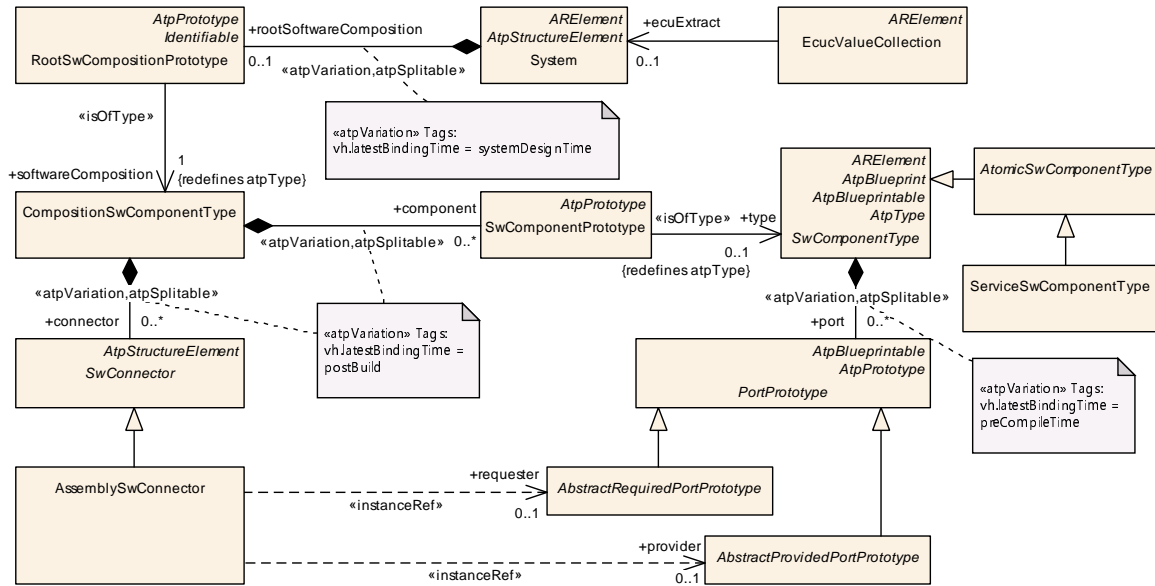 AtpPrototype
Identifiable
RootSwCompositionPrototype
+rootSoftwareComposition
0..1
«atpVariation,atpSplitable»
ARElement
AtpStructureElement
System
+ecuExtract
0..1
ARElement
EcucValueCollection
«atpVariation» Tags:
vh.latestBindingTime = systemDesignTime
«isOfType»
+softwareComposition
1
{redefines atpType}
CompositionSwComponentType
+component
«atpVariation,atpSplitable»
0..*
AtpPrototype
SwComponentPrototype
«isOfType»
+type
0..1
{redefines atpType}
ARElement
AtpBlueprint
AtpBlueprintable
AtpType
SwComponentType
AtomicSwComponentType
ServiceSwComponentType
«atpVariation,atpSplitable»
+connector
0..*
«atpVariation» Tags:
vh.latestBindingTime =
postBuild
«atpVariation,atpSplitable»
+port
0..*
AtpStructureElement
SwConnector
AtpBlueprintable
AtpPrototype
PortPrototype
«atpVariation» Tags:
vh.latestBindingTime =
preCompileTime
AssemblySwConnector
+requester
«instanceRef»
0..1
AbstractRequiredPortPrototype
+provider
«instanceRef»
0..1
AbstractProvidedPortPrototype